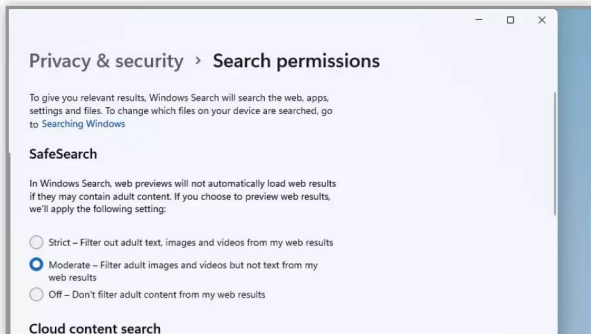 Privacy & security > Search permissions
To give you relevant results, Windows Search will search the web, apps,
settings and files. To change which files on your device are searched, go
to Searching Windows
SafeSearch
In Windows Search, web previews will not automatically load web results
if they may contain adult content. If you choose to preview web results,
we'll apply the following setting:
Strict – Filter out adult text, images and videos from my web results
Moderate – Filter adult images and videos but not text from my
web results
Off – Don't filter adult content from my web results
Cloud content search